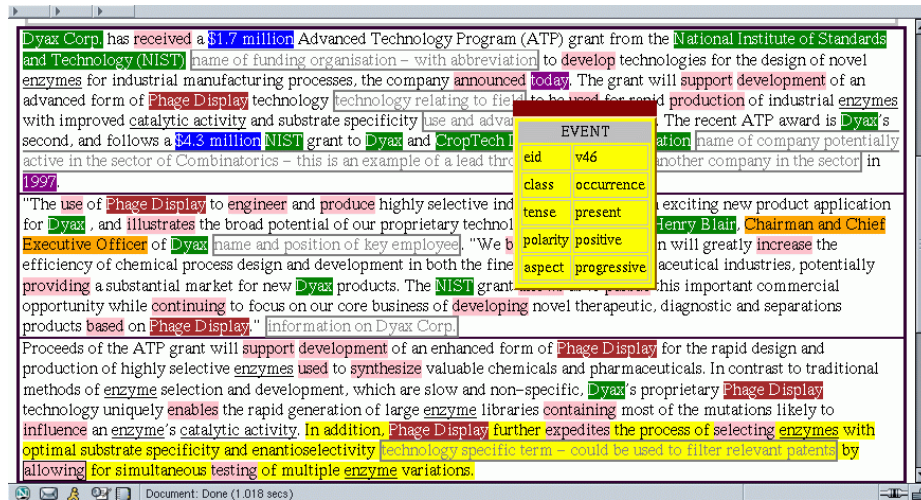 Dyax Corp. has received a $1.7 million Advanced Technology Program (ATP) grant from the National Institute of Standards
and Technology (NIST) name of funding organisation – with abbreviation to develop technologies for the design of novel
enzymes for industrial manufacturing processes, the company announced today. The grant will support development of an
advanced form of Phage Display technology technology relating to field to be used for rapid production of industrial enzymes
with improved catalytic activity and substrate specificity use and . The recent ATP award is Dyax's
second, and follows a $4.3 million NIST grant to Dyax and CropTech name of company potentially
active in the sector of Combinatorics – this is an example of a lead another company in the sector in
1997.
EVENT
eid v46
class occurrence
tense present
polarity positive
aspect progressive
"The use of Phage Display to engineer and produce highly selective exciting new product application
for Dyax , and illustrates the broad potential of our proprietary Henry Blair, Chairman and Chief
Executive Officer of Dyax name and position of key employee. "We will greatly increase the
efficiency of chemical process design and development in both the fine industries, potentially
providing a substantial market for new Dyax products. The NIST this important commercial
opportunity while continuing to focus on our core business of developing novel therapeutic, diagnostic and separations
products based on Phage Display." information on Dyax Corp.
Proceeds of the ATP grant will support development of an enhanced form of Phage Display for the rapid design and
production of highly selective enzymes used to synthesize valuable chemicals and pharmaceuticals. In contrast to traditional
methods of enzyme selection and development, which are slow and non–specific, Dyax's proprietary Phage Display
technology uniquely enables the rapid generation of large enzyme libraries containing most of the mutations likely to
influence an enzyme's catalytic activity. In addition, Phage Display further expedites the process of selecting enzymes with
optimal substrate specificity and enantioselectivity technology specific term – could be used to filter relevant patents by
allowing for simultaneous testing of multiple enzyme variations.
Document: Done (1.018 secs)